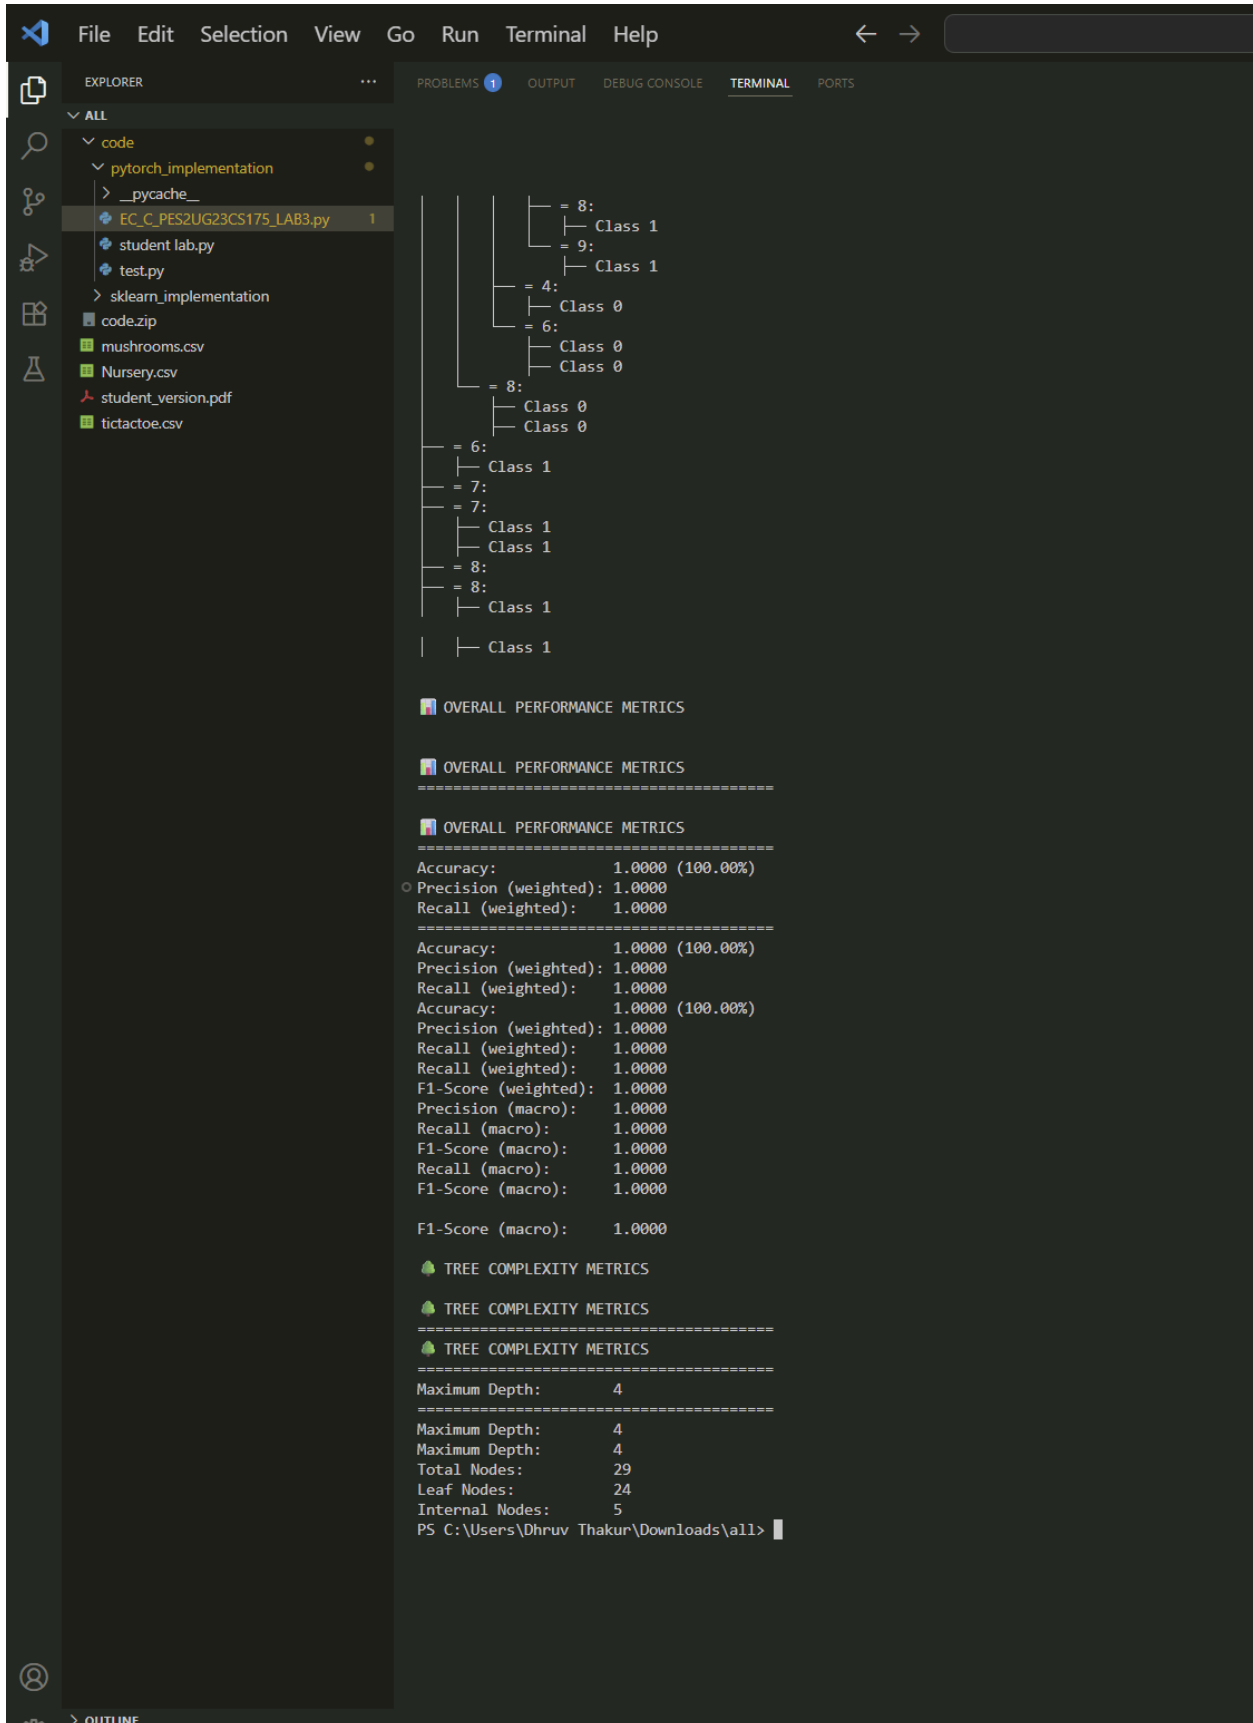 File Edit Selection View Go Run Terminal Help
EXPLORER
ALL
code
pytorch_implementation
__pycache__
EC_C_PES2UG23CS175_LAB3.py 1
student lab.py
test.py
sklearn_implementation
code.zip
mushrooms.csv
Nursery.csv
student_version.pdf
tictactoe.csv
OUTLINE
PROBLEMS 1 OUTPUT DEBUG CONSOLE TERMINAL PORTS
│ │ │ ├── = 8:
│ │ │ │ ├── Class 1
│ │ │ └── = 9:
│ │ │ ├── Class 1
│ │ ├── = 4:
│ │ │ ├── Class 0
│ │ └── = 6:
│ │ ├── Class 0
│ │ ├── Class 0
│ └── = 8:
│ ├── Class 0
│ ├── Class 0
├── = 6:
│ ├── Class 1
├── = 7:
├── = 7:
│ ├── Class 1
│ ├── Class 1
├── = 8:
├── = 8:
│ ├── Class 1
│ ├── Class 1
📊 OVERALL PERFORMANCE METRICS
📊 OVERALL PERFORMANCE METRICS
========================================
📊 OVERALL PERFORMANCE METRICS
========================================
Accuracy: 1.0000 (100.00%)
Precision (weighted): 1.0000
Recall (weighted): 1.0000
========================================
Accuracy: 1.0000 (100.00%)
Precision (weighted): 1.0000
Recall (weighted): 1.0000
Accuracy: 1.0000 (100.00%)
Precision (weighted): 1.0000
Recall (weighted): 1.0000
Recall (weighted): 1.0000
F1-Score (weighted): 1.0000
Precision (macro): 1.0000
Recall (macro): 1.0000
F1-Score (macro): 1.0000
Recall (macro): 1.0000
F1-Score (macro): 1.0000
F1-Score (macro): 1.0000
🌳 TREE COMPLEXITY METRICS
🌳 TREE COMPLEXITY METRICS
========================================
🌳 TREE COMPLEXITY METRICS
========================================
Maximum Depth: 4
========================================
Maximum Depth: 4
Maximum Depth: 4
Total Nodes: 29
Leaf Nodes: 24
Internal Nodes: 5
PS C:\Users\Dhruv Thakur\Downloads\all>